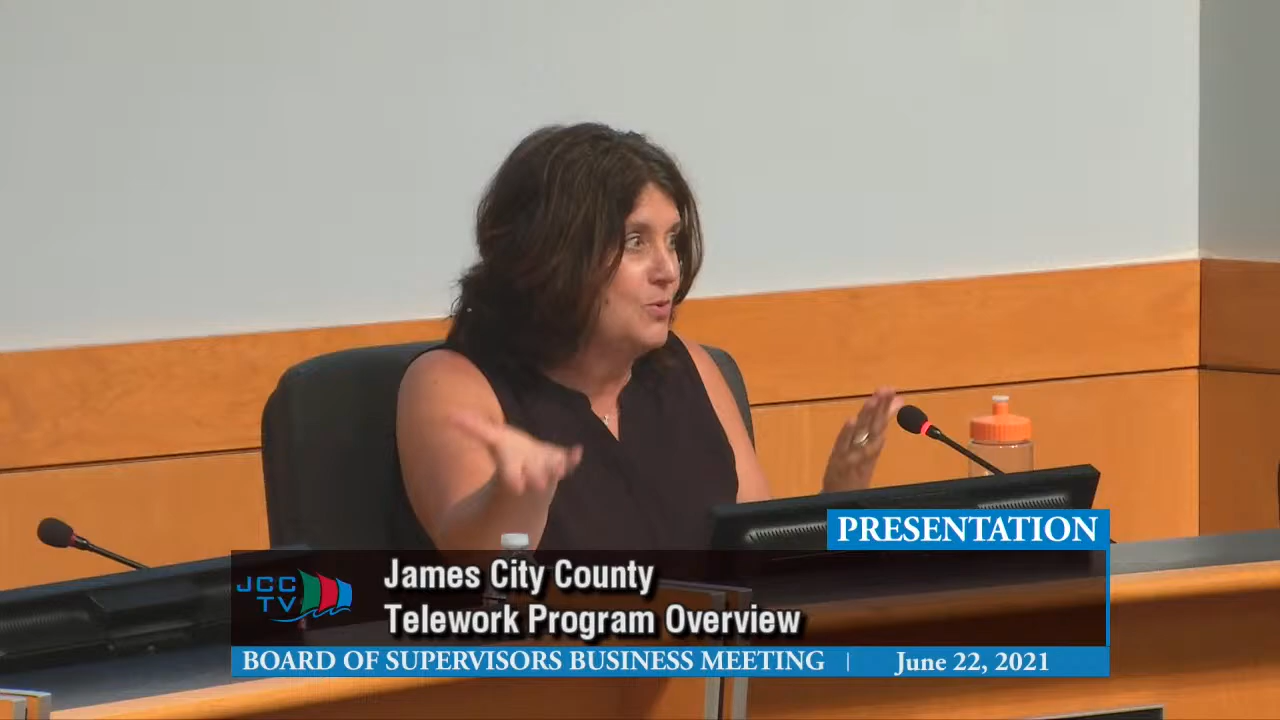 PRESENTATION
JCC
TV
James City County
Telework Program Overview
BOARD OF SUPERVISORS BUSINESS MEETING | June 22, 2021